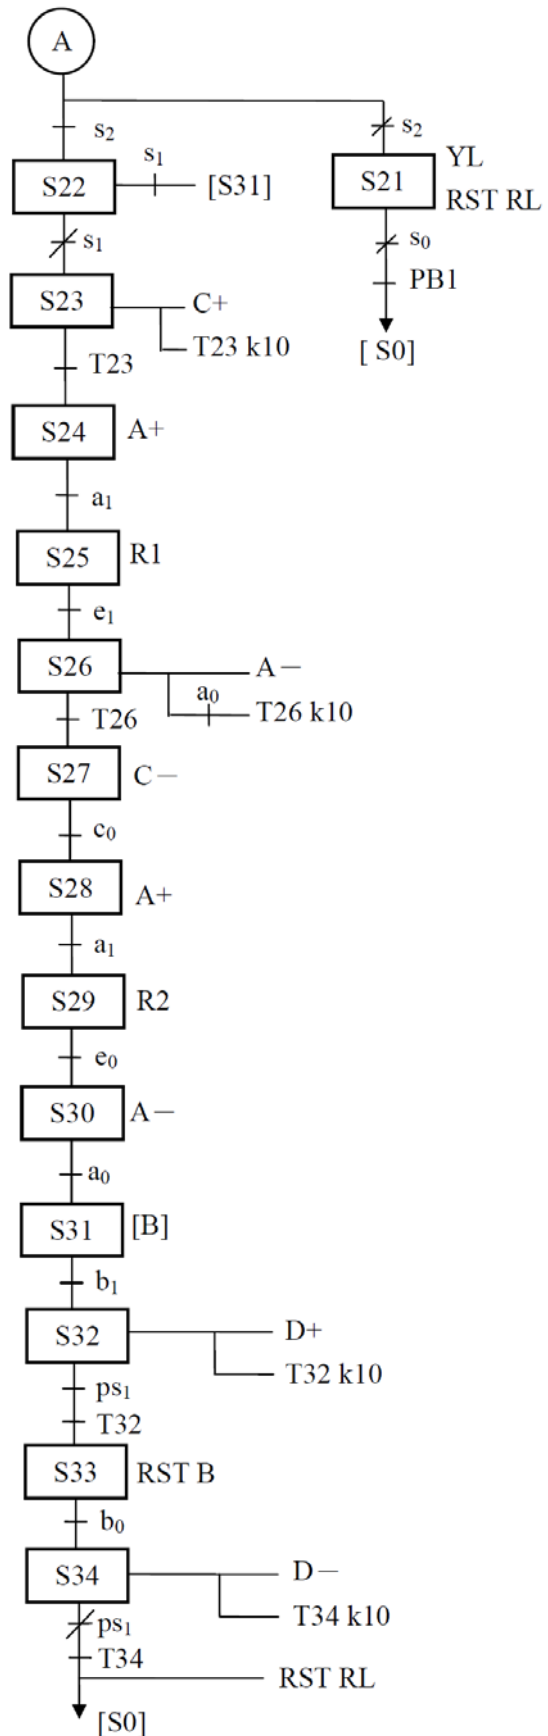 A
s₂
s₂
S22
s₁
[S31]
S21
YL
RST RL
s₁
s₀
PB1
[ S0]
S23
C+
T23 k10
T23
S24
A+
a₁
S25
R1
e₁
S26
A－
a₀
T26 k10
T26
S27
C－
c₀
S28
A+
a₁
S29
R2
e₀
S30
A－
a₀
S31
[B]
b₁
S32
D+
T32 k10
ps₁
T32
S33
RST B
b₀
S34
D－
T34 k10
ps₁
T34
RST RL
[S0]